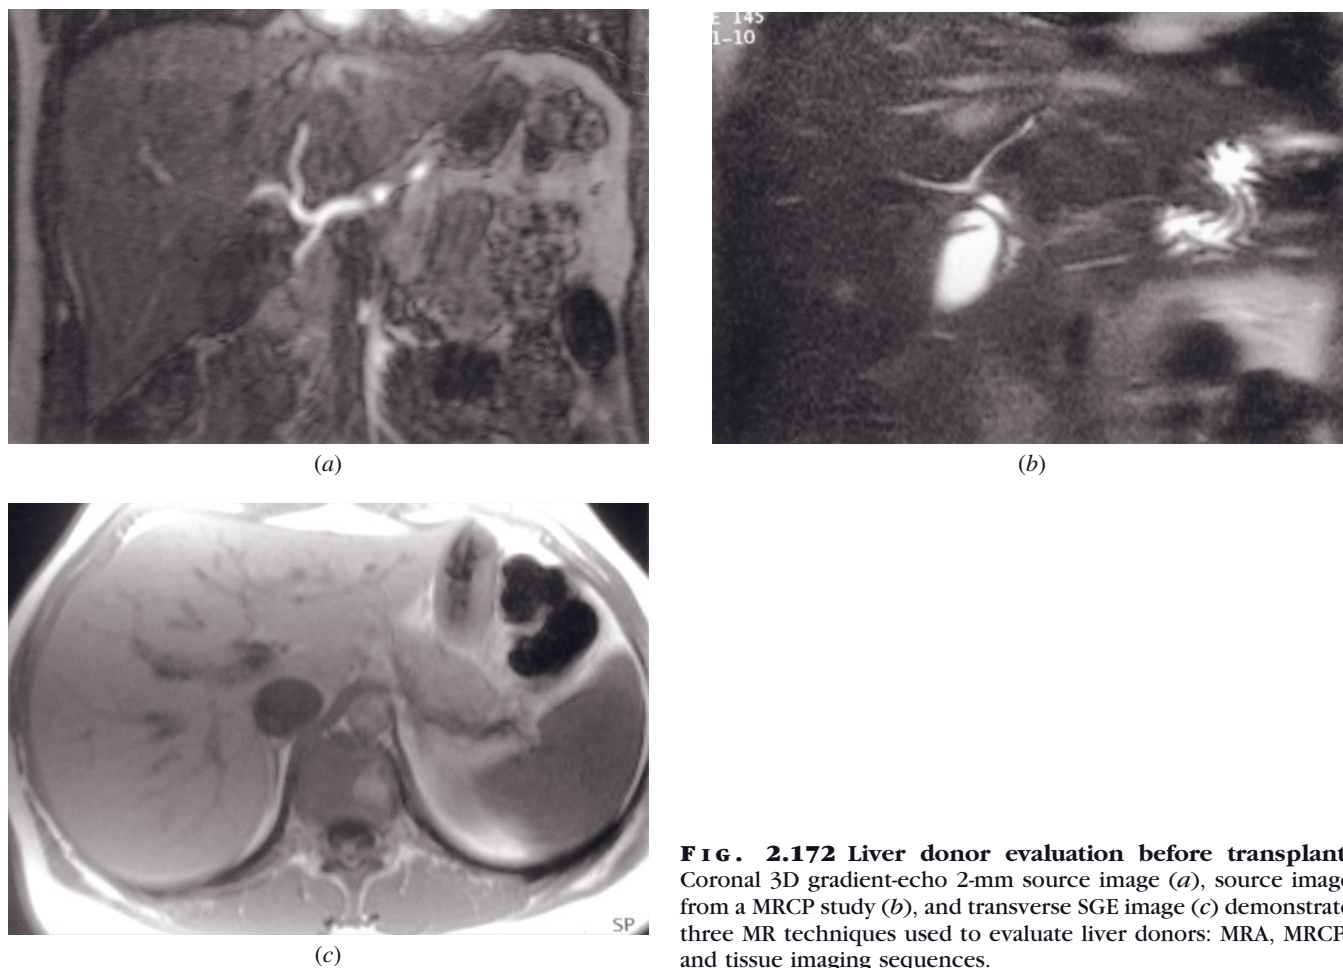 E 145
1-10
(a)
(b)
SP
(c)
FIG. 2.172 Liver donor evaluation before transplant
Coronal 3D gradient-echo 2-mm source image (a), source image
from a MRCP study (b), and transverse SGE image (c) demonstrate
three MR techniques used to evaluate liver donors: MRA, MRCP
and tissue imaging sequences.